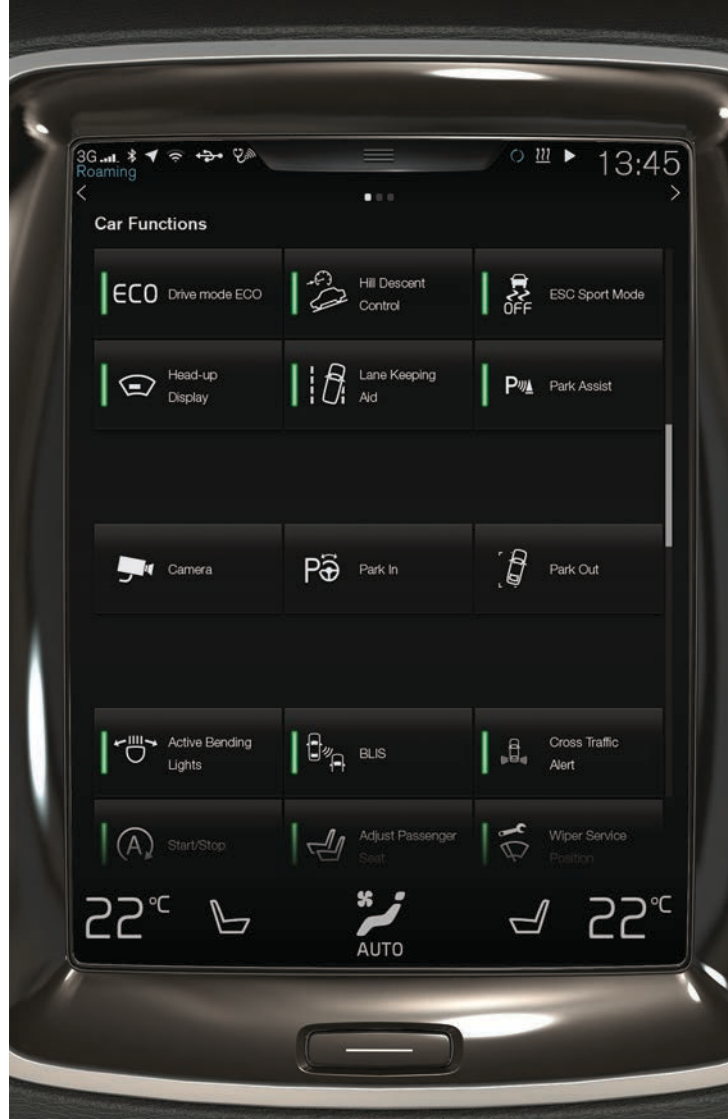 3G
13:45
Roaming
Car Functions
ECO Drive mode ECO
Hill Descent
Control
OFF
ESC Sport Mode
Head-up
Display
Lane Keeping
Aid
P Park Assist
Camera
P Park In
Park Out
Active Bending
Lights
BLIS
Cross Traffic
Alert
A Start/Stop
Adjust Passenger
Seat
Wiper Service
Position
22°C
AUTO
22°C